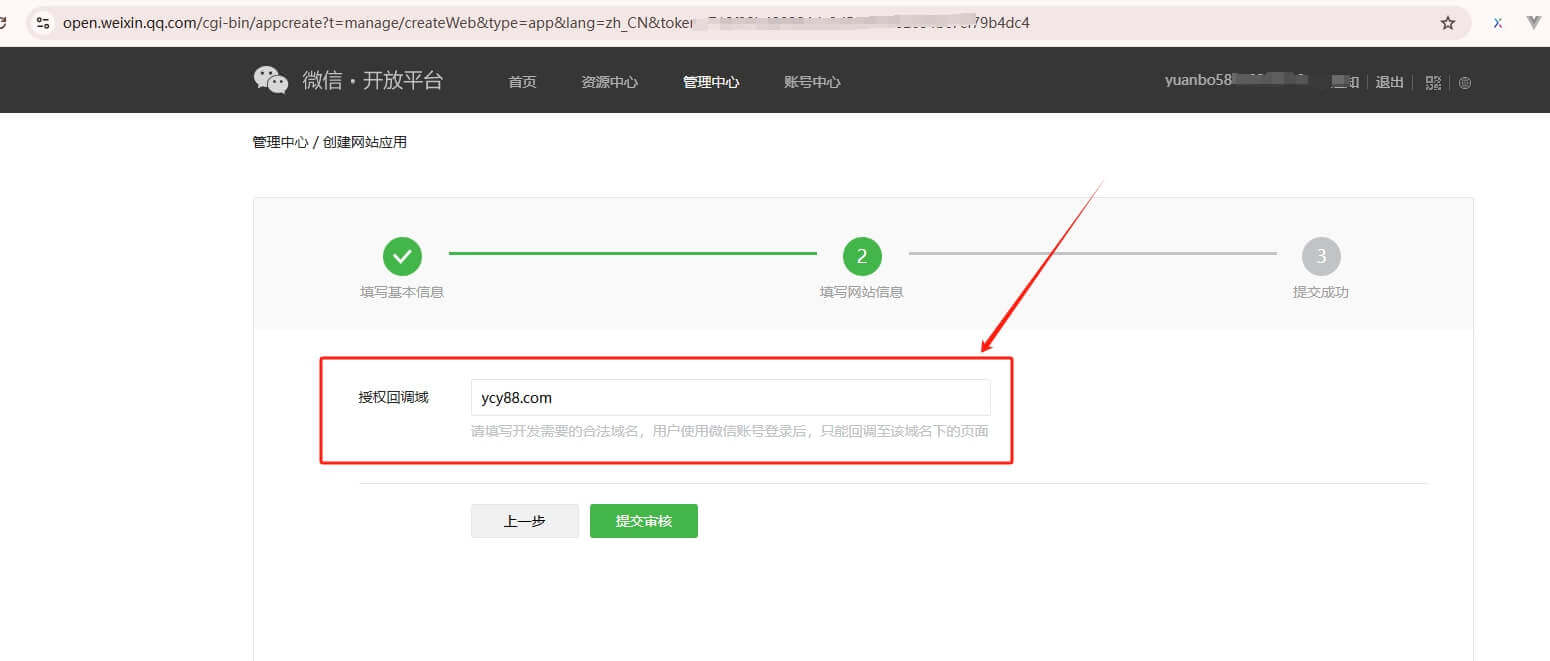 open.weixin.qq.com/cgi-bin/appcreate?t=manage/createWeb&type=app&lang=zh_CN&token
79b4dc4
微信·开放平台 首页 资源中心 管理中心 账号中心 yuanbo58 退出
管理中心 / 创建网站应用
2 3
填写基本信息 填写网站信息 提交成功
授权回调域 ycy88.com
请填写开发需要的合法域名，用户使用微信账号登录后，只能回调至该域名下的页面
上一步 提交审核